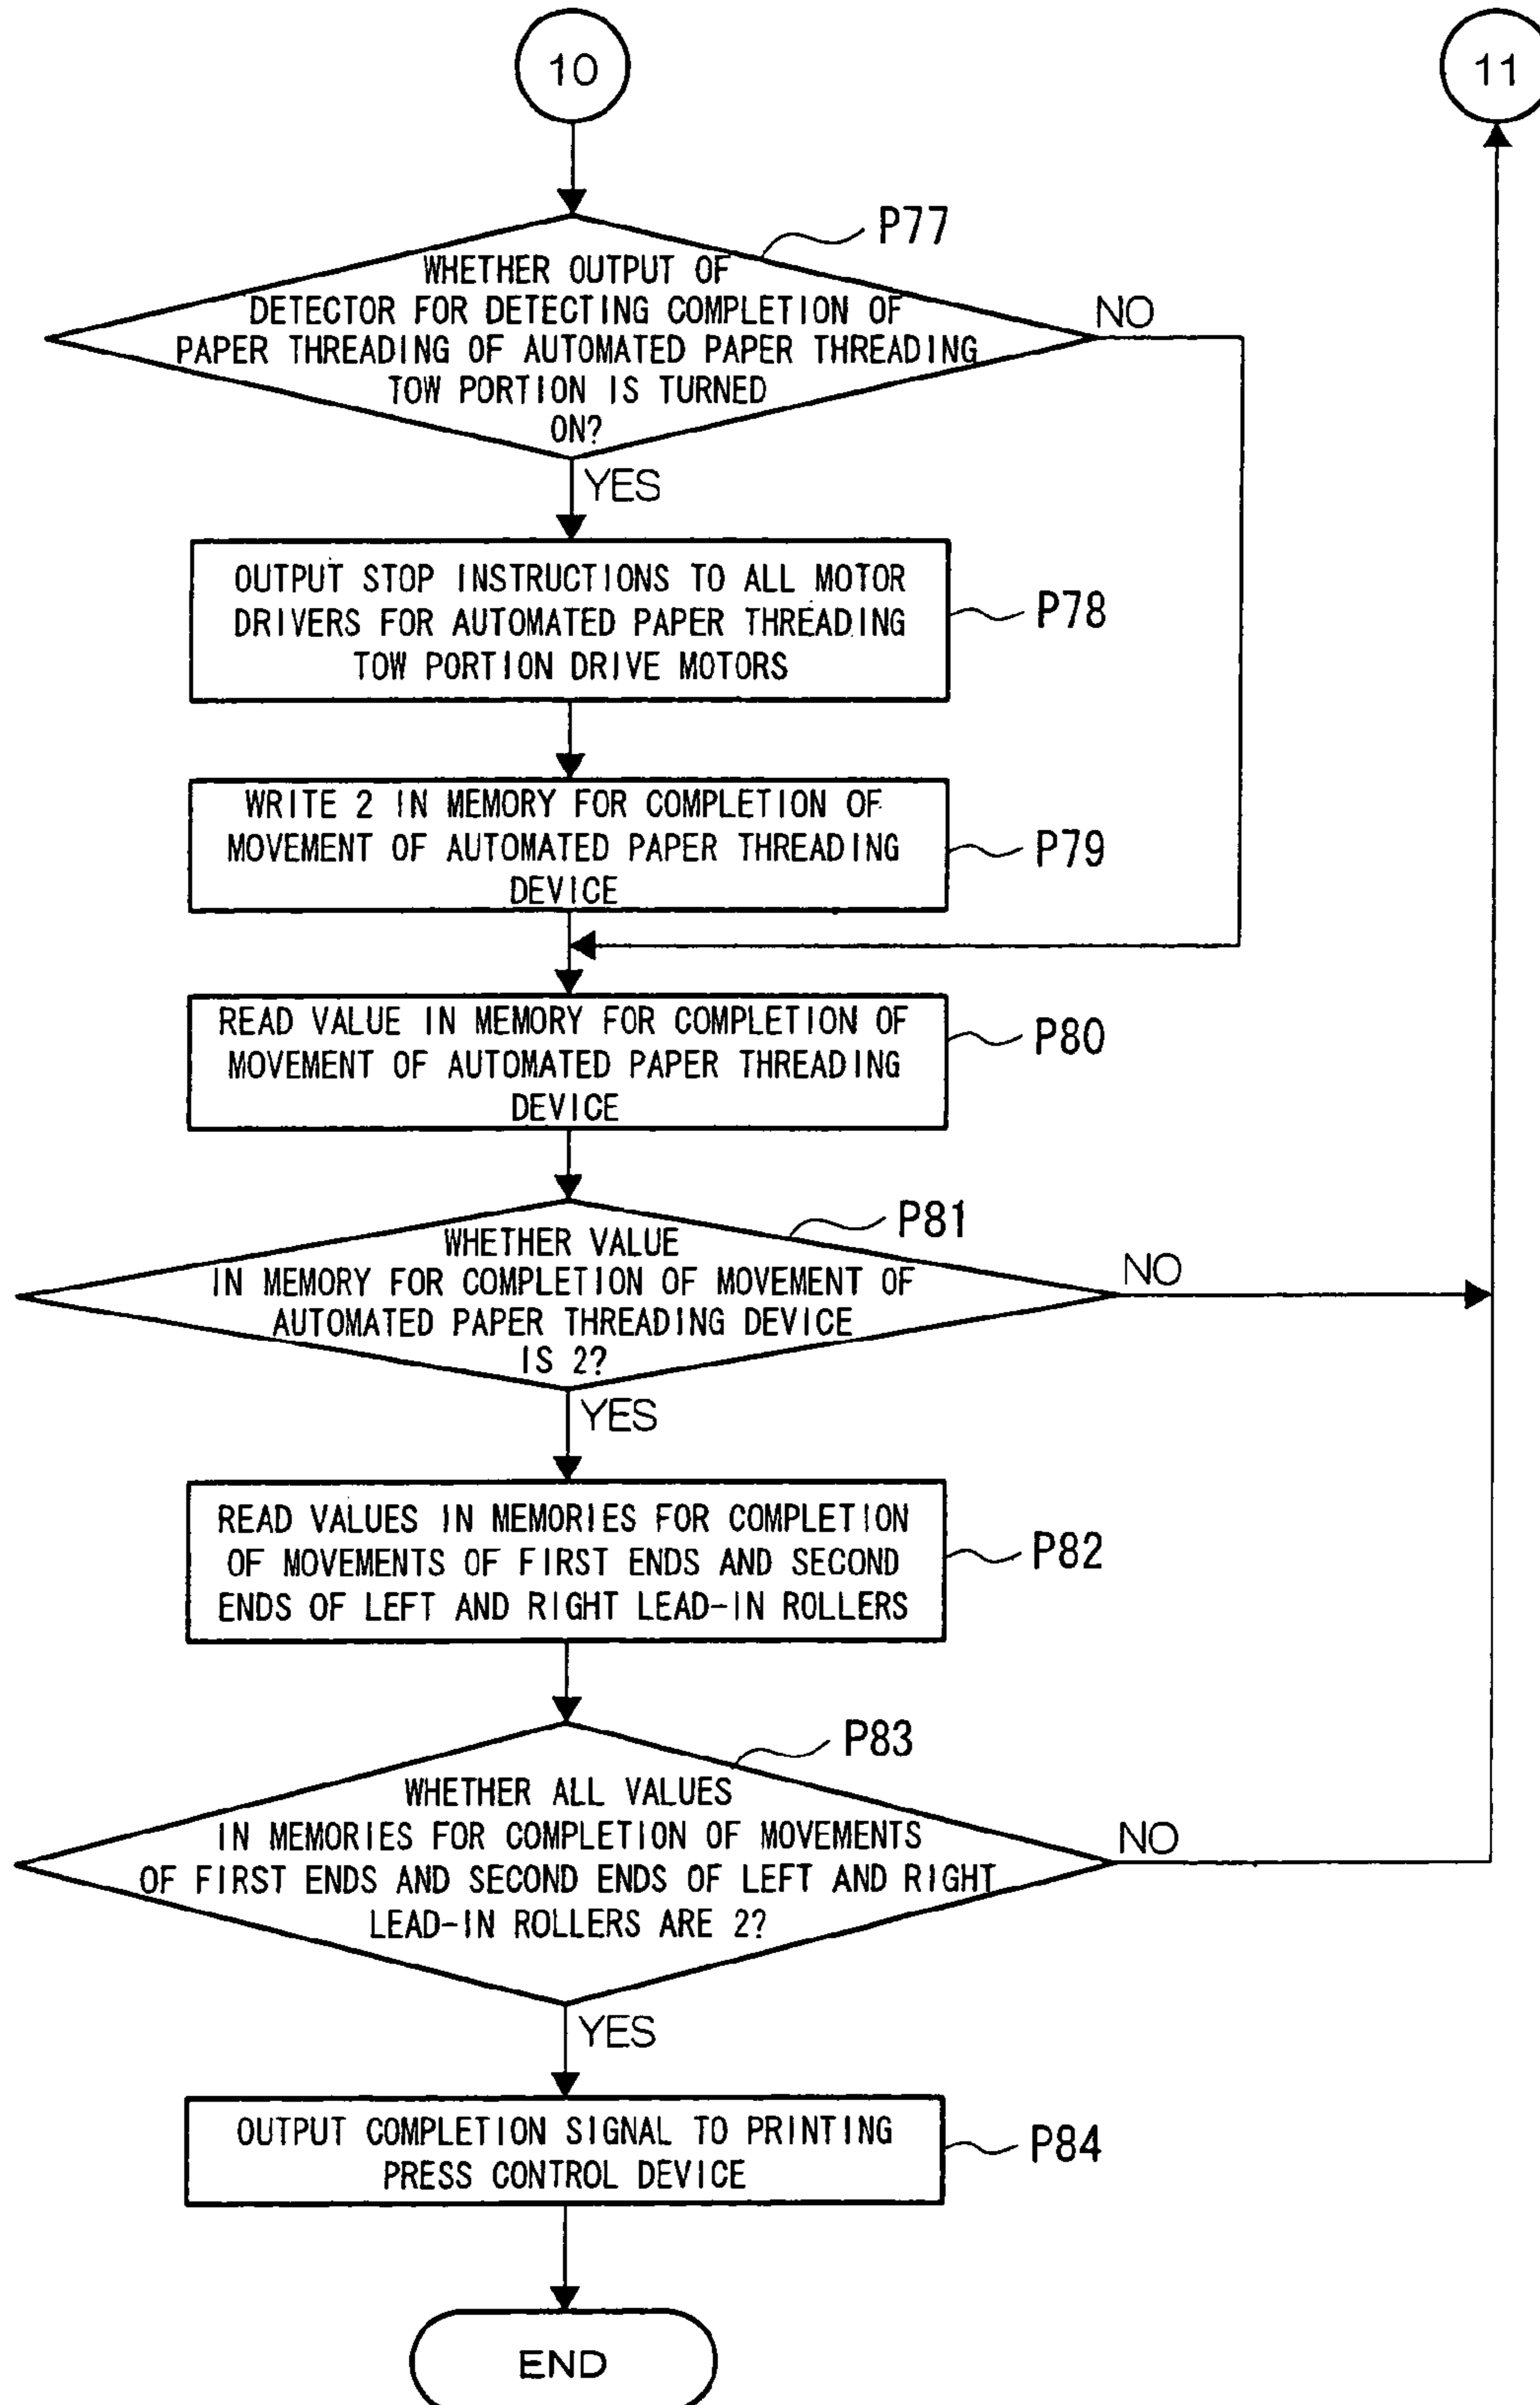 10
11
P77
WHETHER OUTPUT OF
DETECTOR FOR DETECTING COMPLETION OF
PAPER THREADING OF AUTOMATED PAPER THREADING
TOW PORTION IS TURNED
ON?
NO
YES
OUTPUT STOP INSTRUCTIONS TO ALL MOTOR
DRIVERS FOR AUTOMATED PAPER THREADING
TOW PORTION DRIVE MOTORS
P78
WRITE 2 IN MEMORY FOR COMPLETION OF
MOVEMENT OF AUTOMATED PAPER THREADING
DEVICE
P79
READ VALUE IN MEMORY FOR COMPLETION OF
MOVEMENT OF AUTOMATED PAPER THREADING
DEVICE
P80
P81
WHETHER VALUE
IN MEMORY FOR COMPLETION OF MOVEMENT OF
AUTOMATED PAPER THREADING DEVICE
IS 2?
NO
YES
READ VALUES IN MEMORIES FOR COMPLETION
OF MOVEMENTS OF FIRST ENDS AND SECOND
ENDS OF LEFT AND RIGHT LEAD-IN ROLLERS
P82
P83
WHETHER ALL VALUES
IN MEMORIES FOR COMPLETION OF MOVEMENTS
OF FIRST ENDS AND SECOND ENDS OF LEFT AND RIGHT
LEAD-IN ROLLERS ARE 2?
NO
YES
OUTPUT COMPLETION SIGNAL TO PRINTING
PRESS CONTROL DEVICE
P84
END